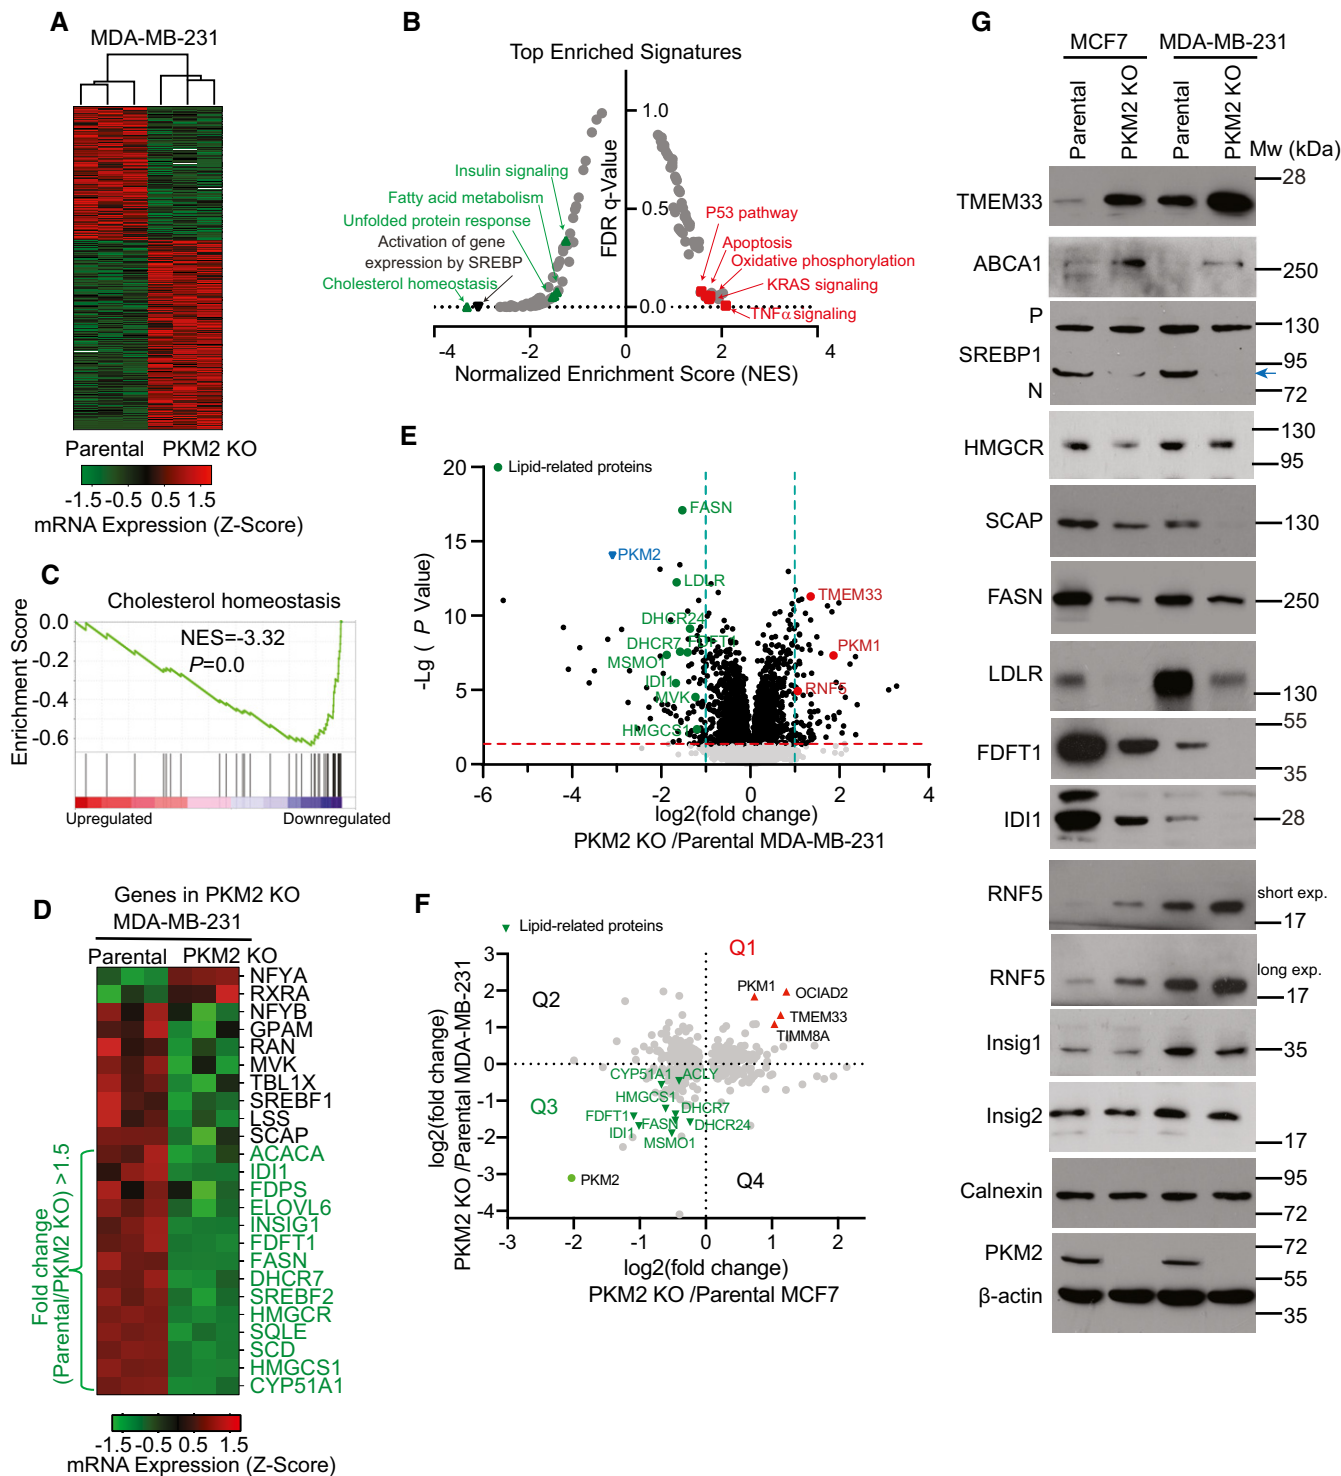 A
MDA-MB-231
Parental PKM2 KO
-1.5 -0.5 0.5 1.5
mRNA Expression (Z-Score)
B
Top Enriched Signatures
1.0
0.5
0.0
FDR q-Value
Insulin signaling
Fatty acid metabolism
Unfolded protein response
Activation of gene
expression by SREBP
Cholesterol homeostasis
P53 pathway
Apoptosis
Oxidative phosphorylation
KRAS signaling
TNFα signaling
-4 -2 0 2 4
Normalized Enrichment Score (NES)
C
Cholesterol homeostasis
NES=-3.32
P=0.0
0.0
-0.2
-0.4
-0.6
Enrichment Score
Upregulated Downregulated
D
Genes in PKM2 KO
MDA-MB-231
Parental PKM2 KO
NFYA
RXRA
NFYB
GPAM
RAN
MVK
TBL1X
SREBF1
LSS
SCAP
ACACA
IDI1
FDPS
ELOVL6
INSIG1
FDFT1
FASN
DHCR7
SREBF2
HMGCR
SQLE
SCD
HMGCS1
CYP51A1
Fold change
(Parental/PKM2 KO) >1.5
-1.5 -0.5 0.5 1.5
mRNA Expression (Z-Score)
E
Lipid-related proteins
20
15
10
5
0
-Lg ( P Value)
FASN
PKM2
LDLR
DHCR24
DHCR7 FDFT1
MSMO1
IDI1
MVK
HMGCS1
TMEM33
PKM1
RNF5
-6 -4 -2 0 2 4
log2(fold change)
PKM2 KO /Parental MDA-MB-231
F
Lipid-related proteins
3
2
1
0
-1
-2
-3
-4
log2(fold change)
PKM2 KO /Parental MDA-MB-231
Q1
Q2
Q3
Q4
PKM1
OCIAD2
TMEM33
TIMM8A
CYP51A1 ACLY
HMGCS1
DHCR7
FDFT1 FASN
DHCR24
IDI1
MSMO1
PKM2
-3 -2 -1 0 1 2
log2(fold change)
PKM2 KO /Parental MCF7
G
MCF7 MDA-MB-231
Parental
PKM2 KO
Parental
PKM2 KO
Mw (kDa)
TMEM33
28
ABCA1
250
P
SREBP1
N
130
95
72
HMGCR
130
95
SCAP
130
FASN
250
LDLR
130
FDFT1
55
35
IDI1
28
RNF5
short exp.
17
RNF5
long exp.
17
Insig1
35
Insig2
17
Calnexin
95
72
PKM2
72
55
β-actin
35